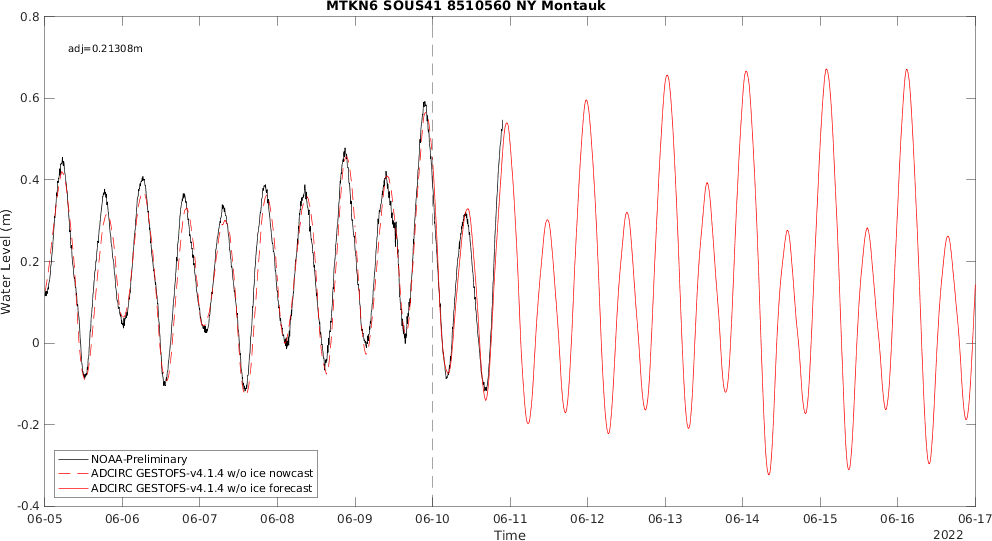 MTKN6 SOUS41 8510560 NY Montauk
0.8
adj=0.21308m
0.6
0.4
0.2
0
-0.2
-0.4
Water Level (m)
NOAA-Preliminary
ADCIRC GESTOFS-v4.1.4 w/o ice nowcast
ADCIRC GESTOFS-v4.1.4 w/o ice forecast
06-05 06-06 06-07 06-08 06-09 06-10 06-11 06-12 06-13 06-14 06-15 06-16 06-17
Time
2022